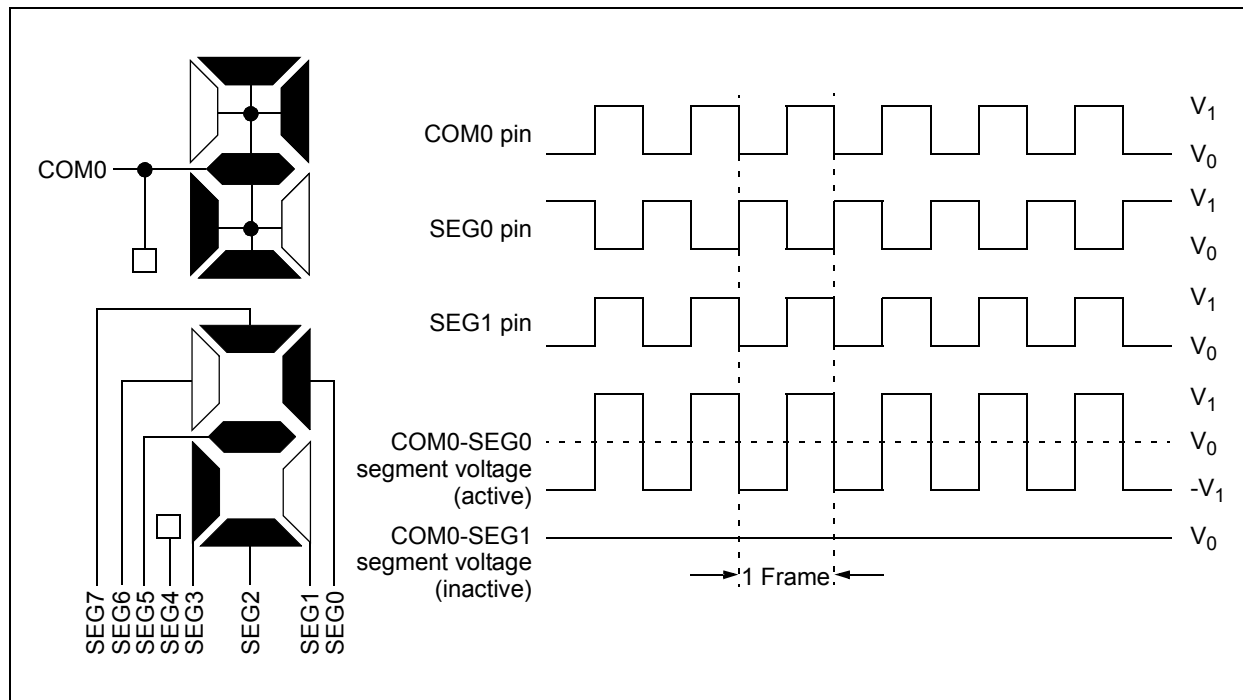 COM0
SEG7
SEG6
SEG5
SEG4
SEG3
SEG2
SEG1
SEG0
COM0 pin
V1
V0
SEG0 pin
V1
V0
SEG1 pin
V1
V0
COM0-SEG0
segment voltage
(active)
V1
V0
-V1
COM0-SEG1
segment voltage
(inactive)
V0
1 Frame